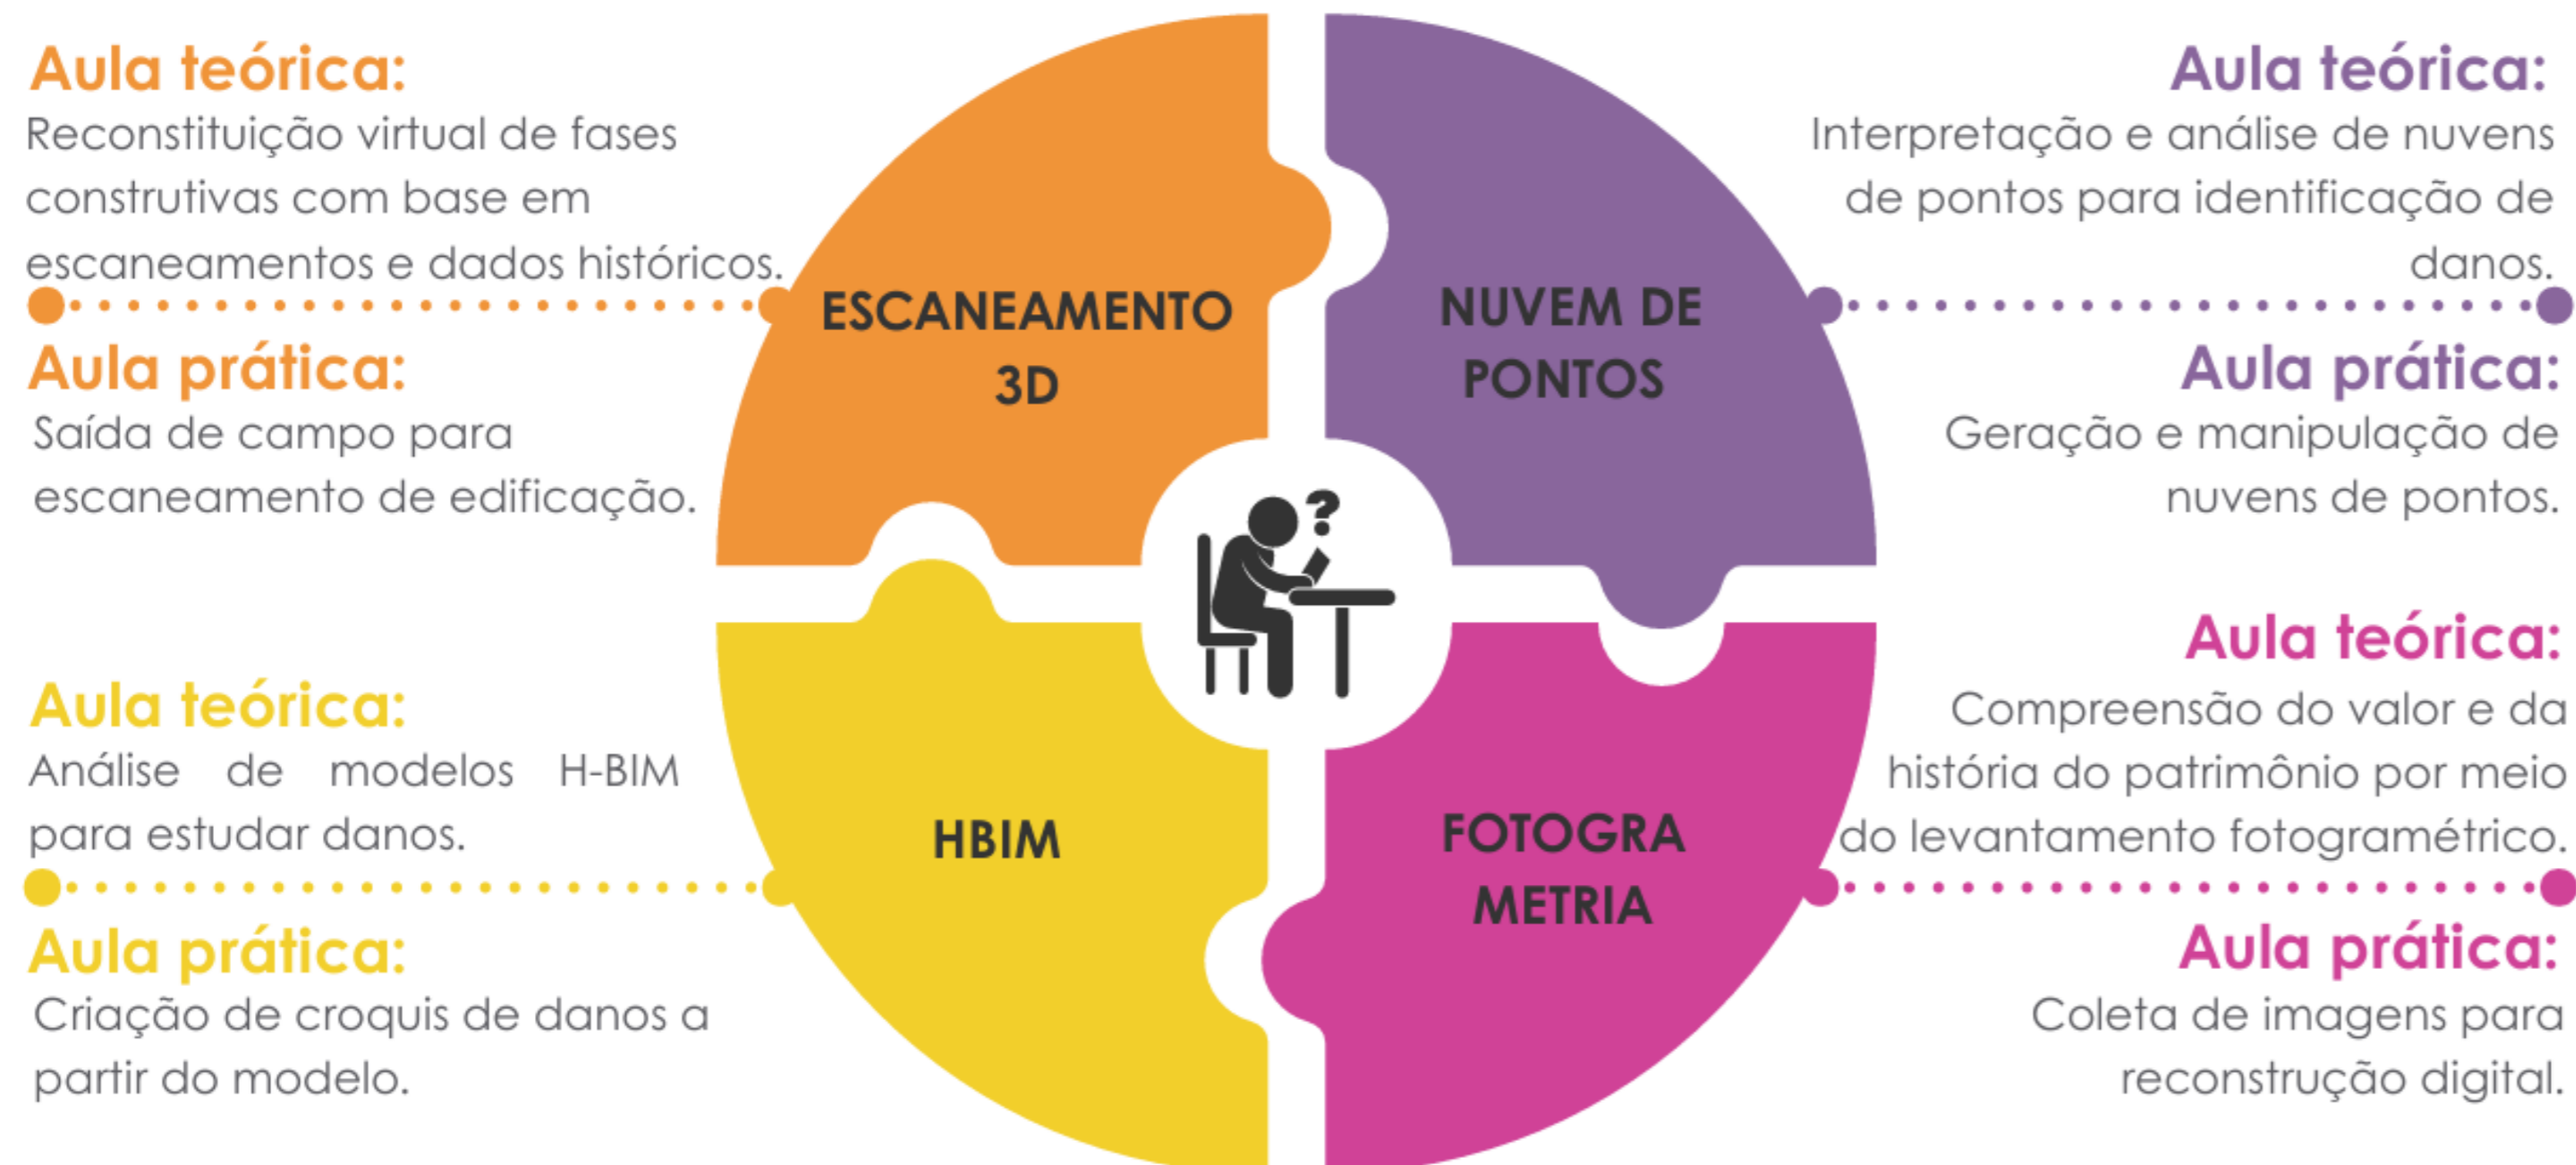 Aula teórica:
Reconstituição virtual de fases
construtivas com base em
escaneamentos e dados históricos.
Aula prática:
Saída de campo para
escaneamento de edificação.
ESCANEAMENTO
3D
NUVEM DE
PONTOS
Aula teórica:
Interpretação e análise de nuvens
de pontos para identificação de
danos.
Aula prática:
Geração e manipulação de
nuvens de pontos.
?
Aula teórica:
Análise de modelos H-BIM
para estudar danos.
Aula prática:
Criação de croquis de danos a
partir do modelo.
HBIM
FOTOGRA
METRIA
Aula teórica:
Compreensão do valor e da
história do patrimônio por meio
do levantamento fotogramétrico.
Aula prática:
Coleta de imagens para
reconstrução digital.